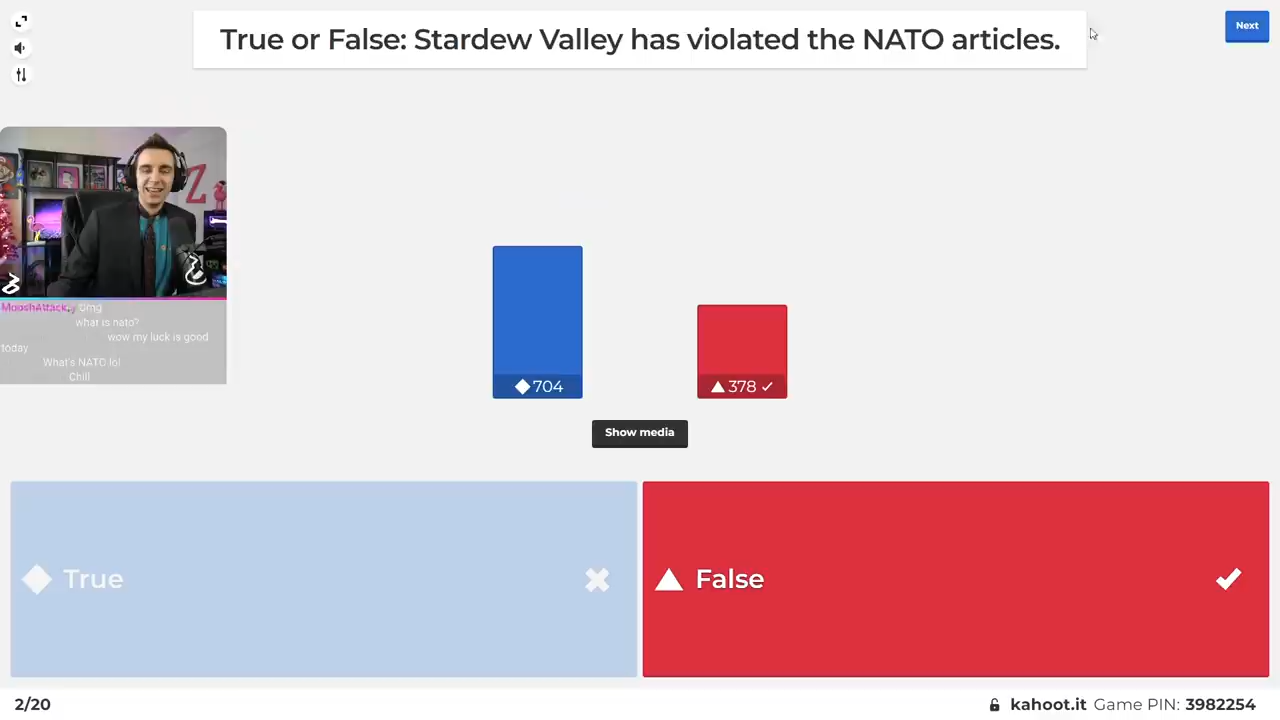 True or False: Stardew Valley has violated the NATO articles.
Next
MooshAttack, omg
what is nato?
wow my luck is good
today
What's NATO lol
Chill
704
378
Show media
True
False
2/20
kahoot.it Game PIN: 3982254